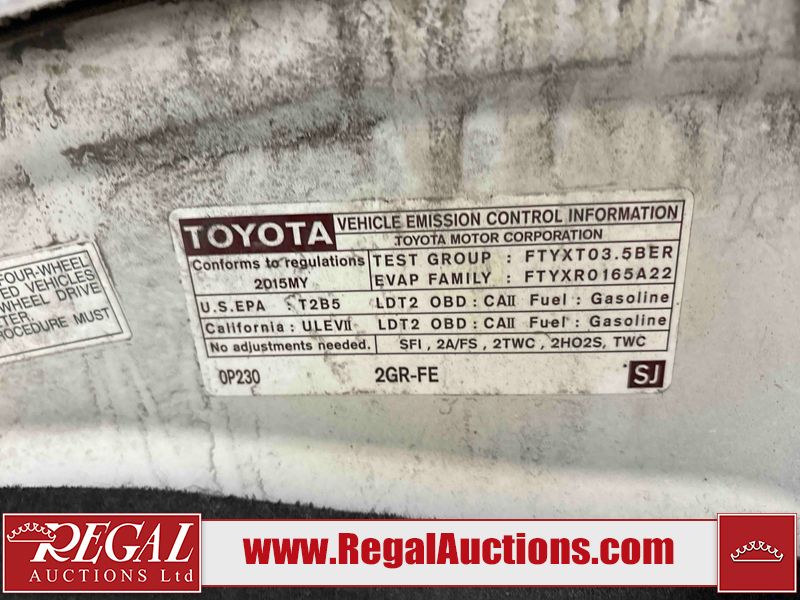 FOUR-WHEEL
ED VEHICLES
WHEEL DRIVE
TER.
ROCEDURE MUST
TOYOTA
VEHICLE EMISSION CONTROL INFORMATION
TOYOTA MOTOR CORPORATION
Conforms to regulations
2015MY
TEST GROUP : FTYXT03.5BER
EVAP FAMILY : FTYXR0165A22
U.S.EPA : T2B5 LDT2 OBD : CAII Fuel : Gasoline
California : ULEVII LDT2 OBD : CAII Fuel : Gasoline
No adjustments needed. SFI , 2A/FS , 2TWC , 2HO2S, TWC
0P230 2GR-FE SJ
REGAL
AUCTIONS Ltd
www.RegalAuctions.com